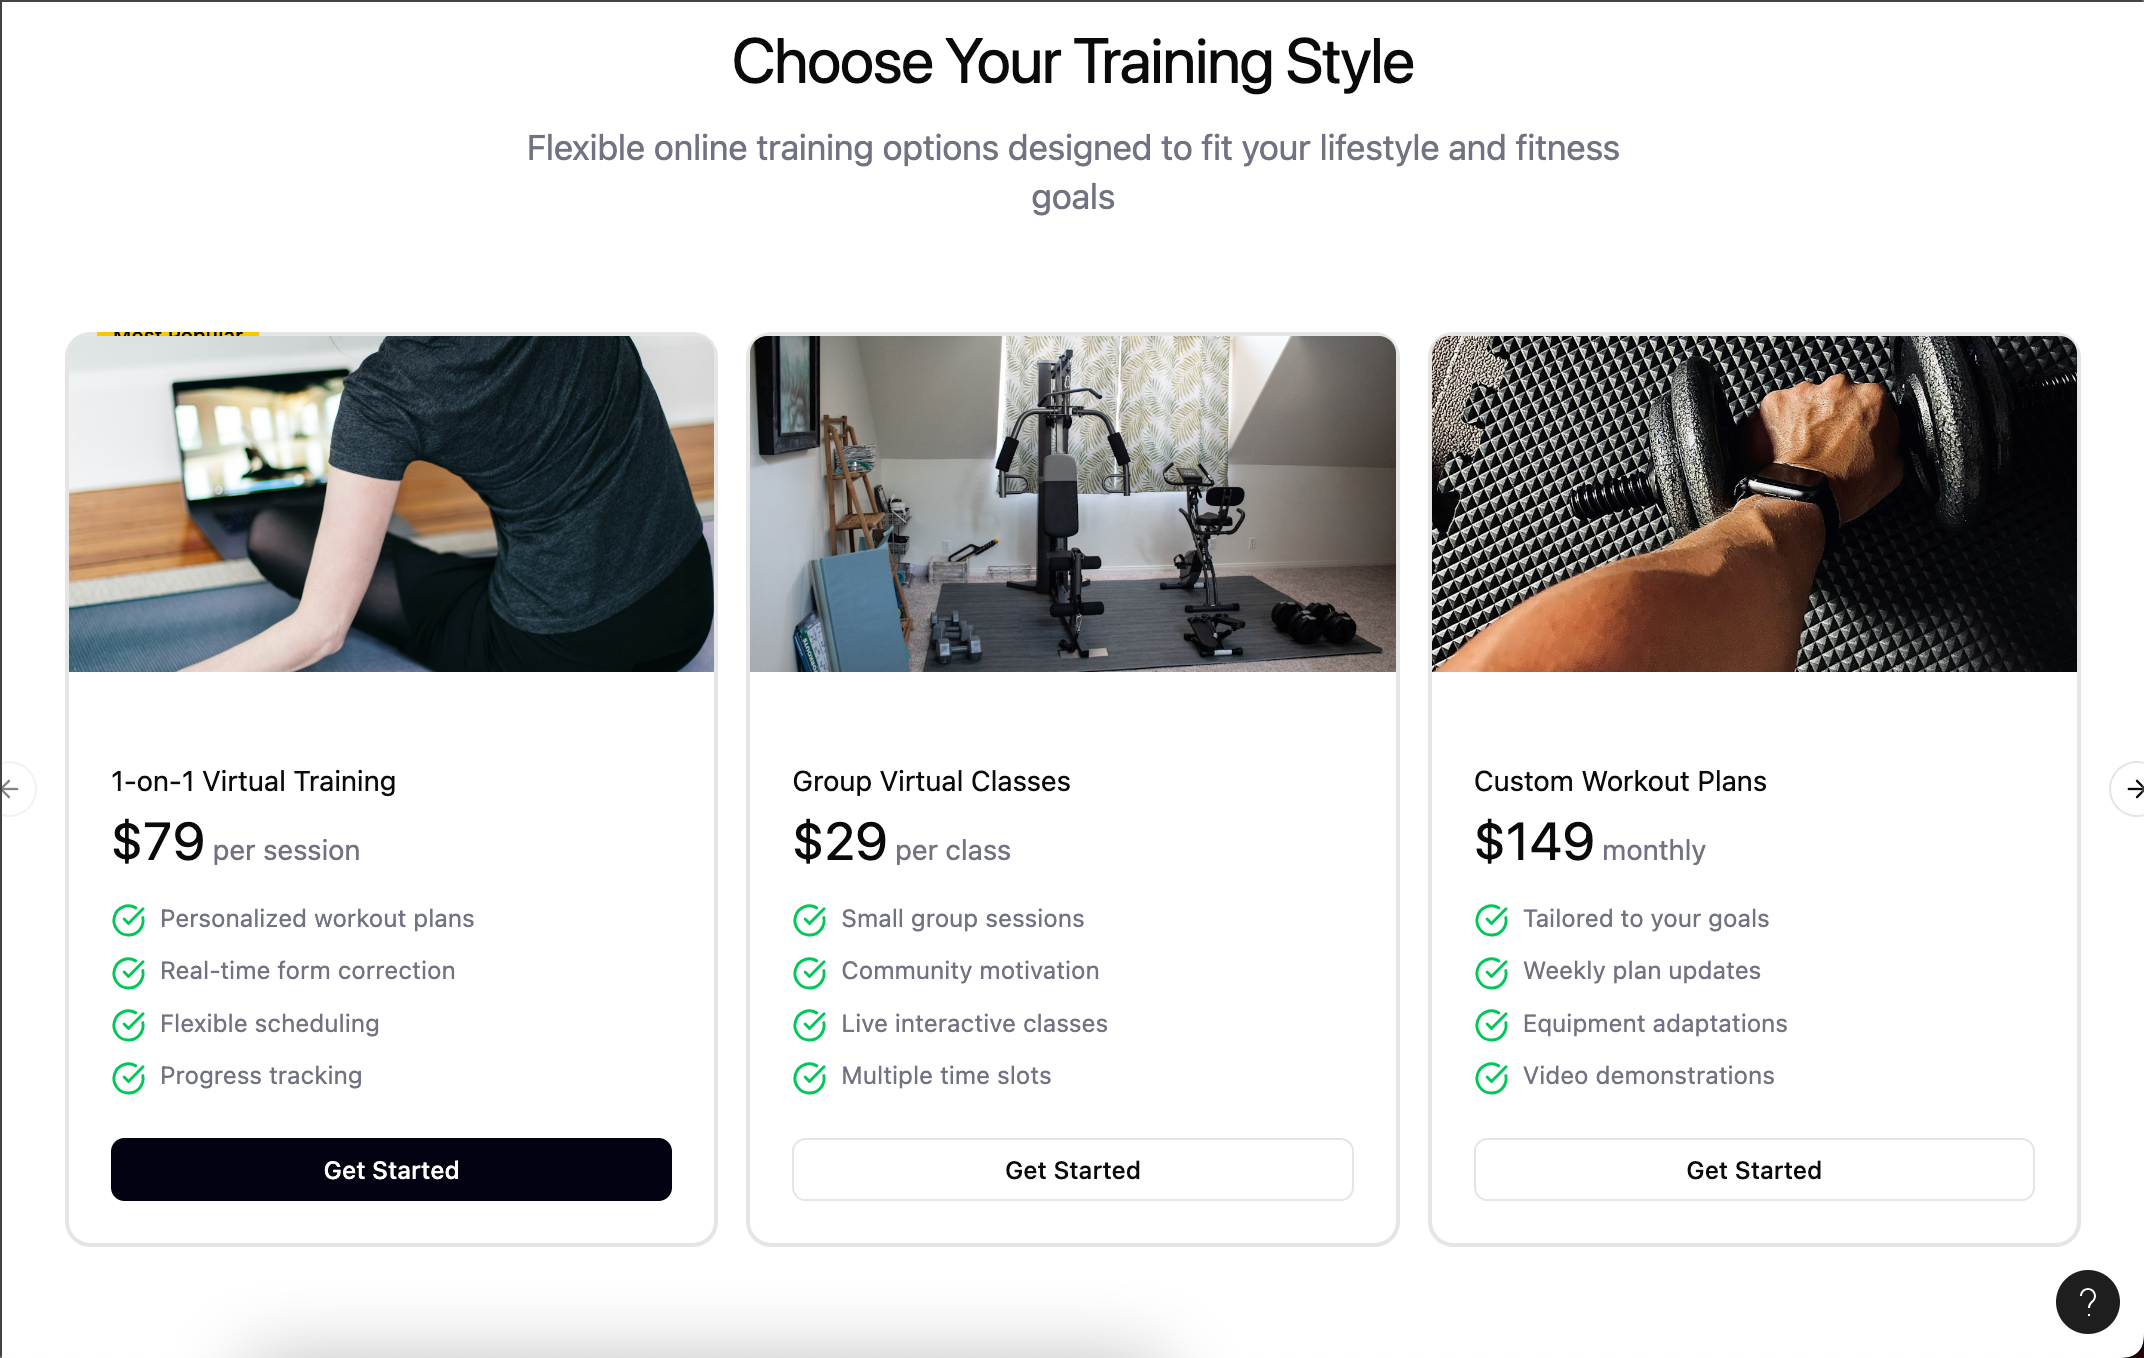 Choose Your Training Style
Flexible online training options designed to fit your lifestyle and fitness
goals
Most Popular
1-on-1 Virtual Training
$79 per session
Personalized workout plans
Real-time form correction
Flexible scheduling
Progress tracking
Get Started
Group Virtual Classes
$29 per class
Small group sessions
Community motivation
Live interactive classes
Multiple time slots
Get Started
Custom Workout Plans
$149 monthly
Tailored to your goals
Weekly plan updates
Equipment adaptations
Video demonstrations
Get Started
?